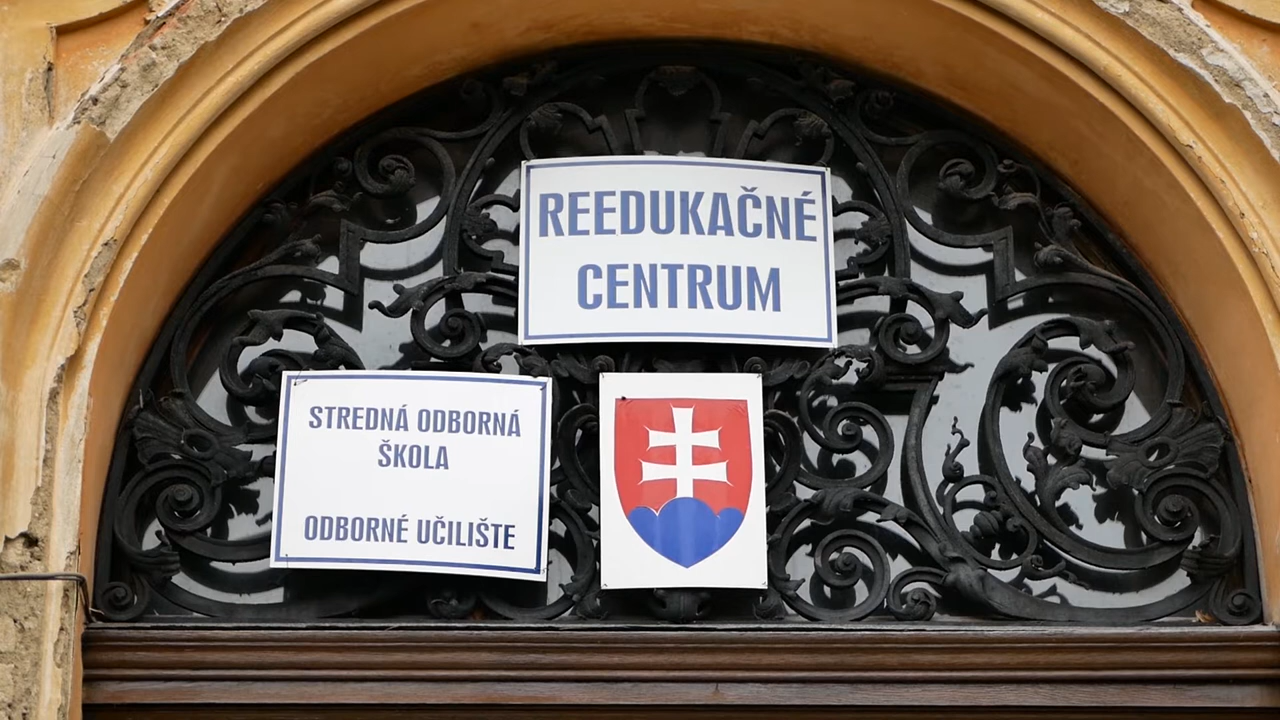 REEDUKAČNÉ
CENTRUM
STREDNÁ ODBORNÁ
ŠKOLA
ODBORNÉ UČILIŠTE